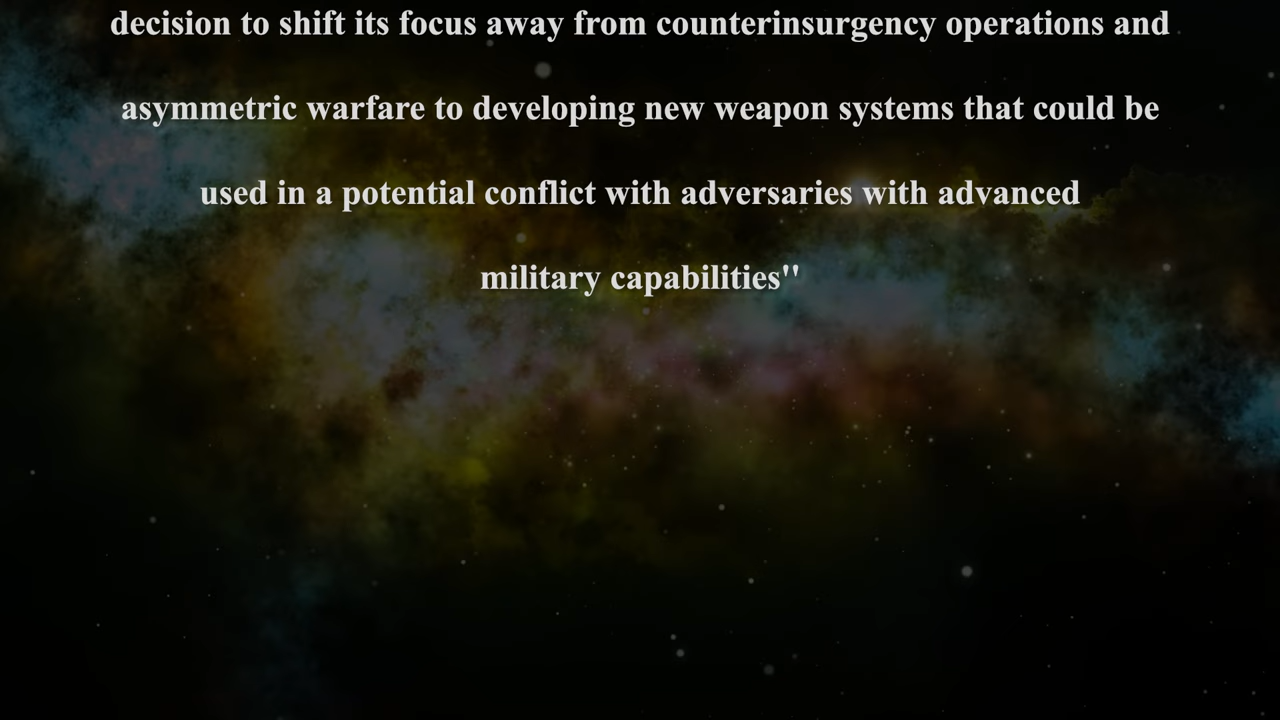 decision to shift its focus away from counterinsurgency operations and
asymmetric warfare to developing new weapon systems that could be
used in a potential conflict with adversaries with advanced
military capabilities"